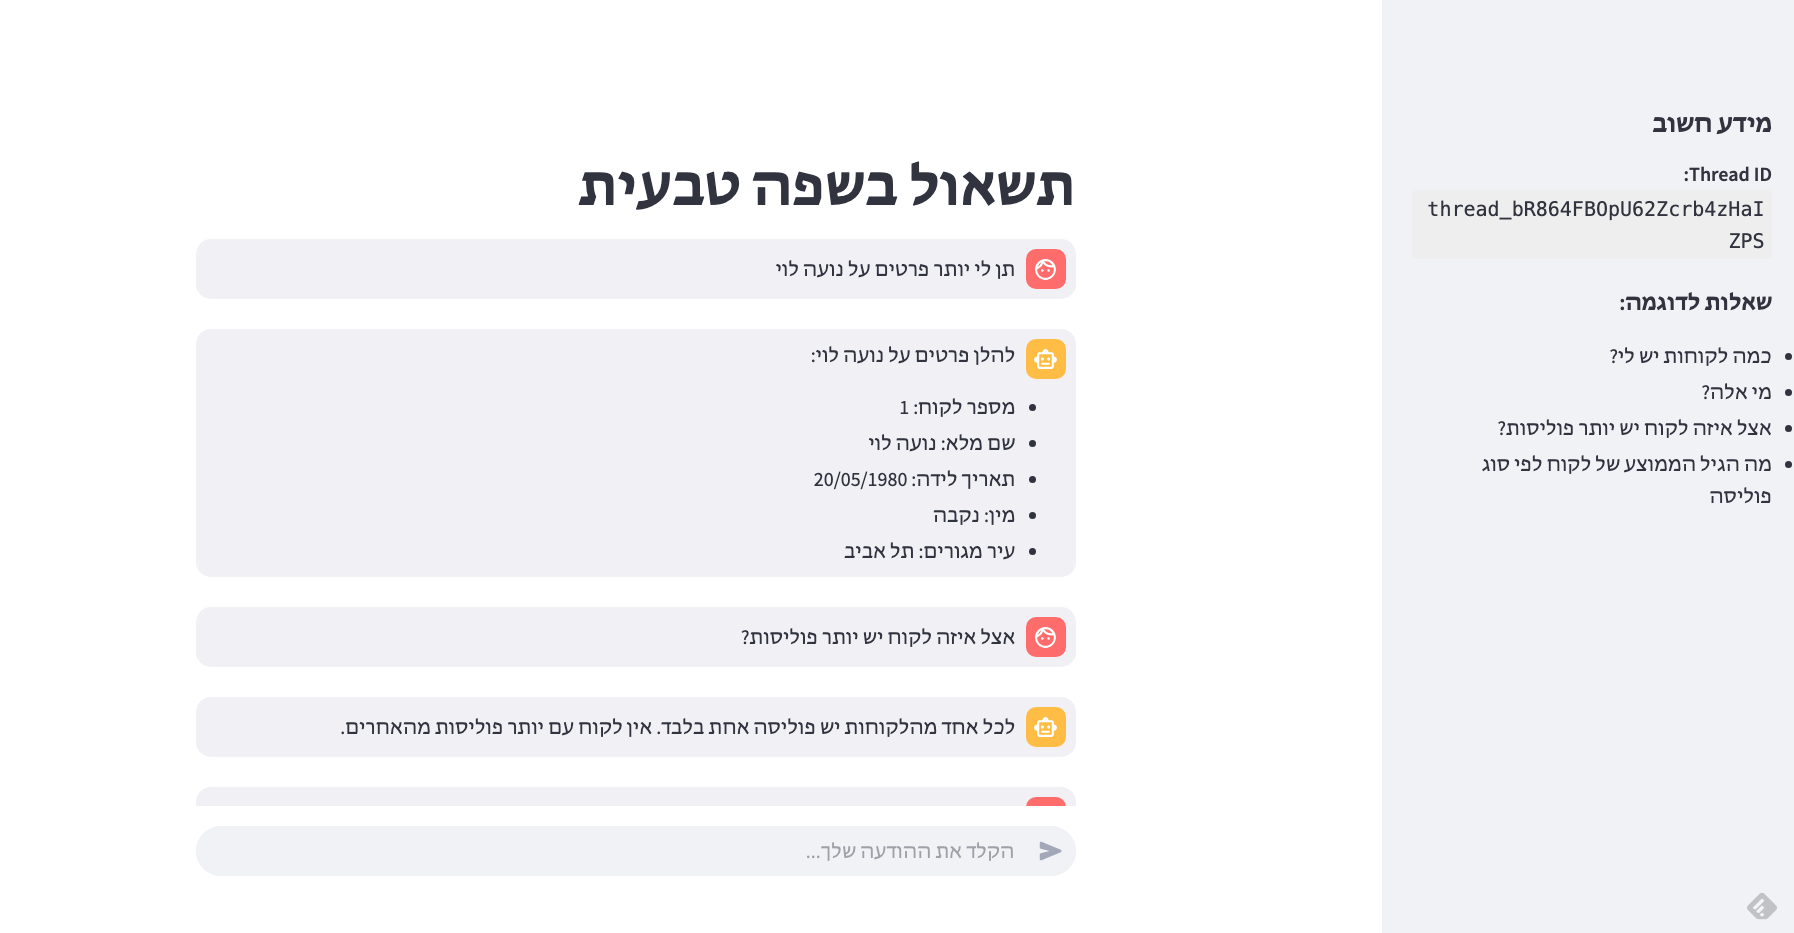 מידע חשוב
Thread ID:
thread_bR864FBOpU62Zcrb4zHaI
ZPS
שאלות לדוגמה:
כמה לקוחות יש לי?
מי אלה?
אצל איזה לקוח יש יותר פוליסות?
מה הגיל הממוצע של לקוח לפי סוג
פוליסה
תשאול בשפה טבעית
תן לי יותר פרטים על נועה לוי
להלן פרטים על נועה לוי:
מספר לקוח: 1
שם מלא: נועה לוי
תאריך לידה: 20/05/1980
מין: נקבה
עיר מגורים: תל אביב
אצל איזה לקוח יש יותר פוליסות?
לכל אחד מהלקוחות יש פוליסה אחת בלבד. אין לקוח עם יותר פוליסות מהאחרים.
הקלד את ההודעה שלך...